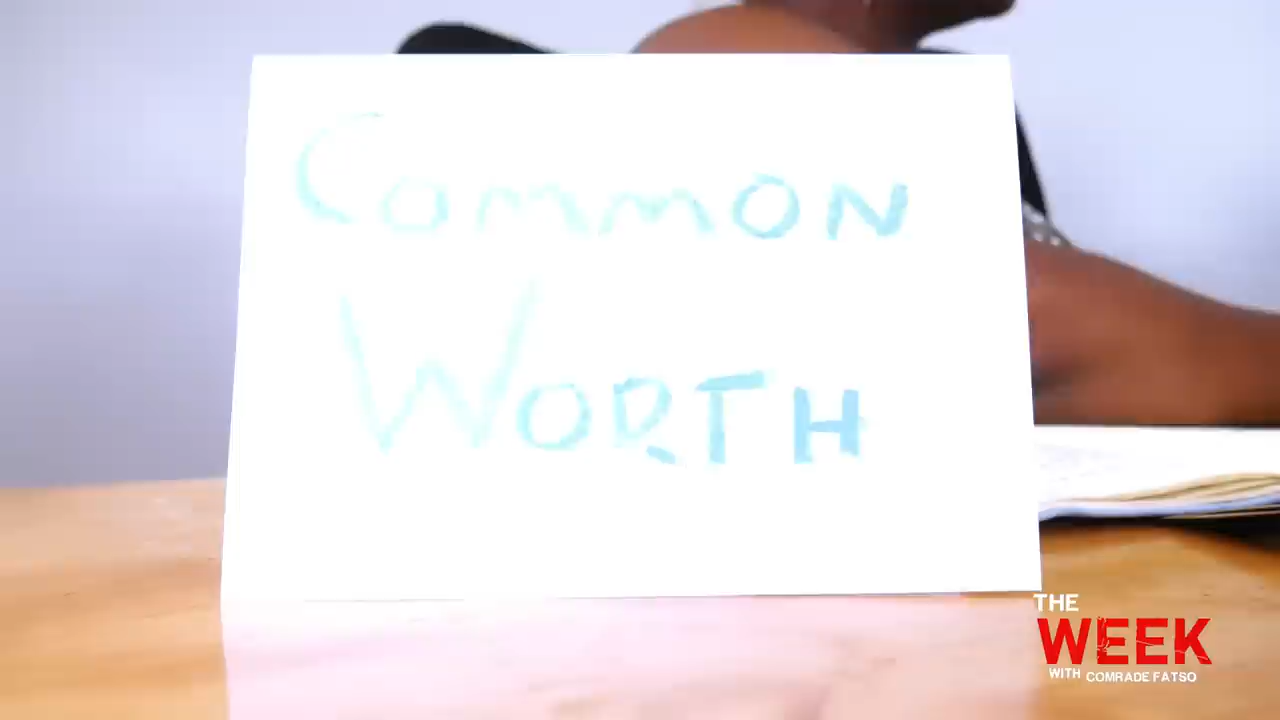 Common
WORTH
THE
WEEK
WITH COMRADE FATSO